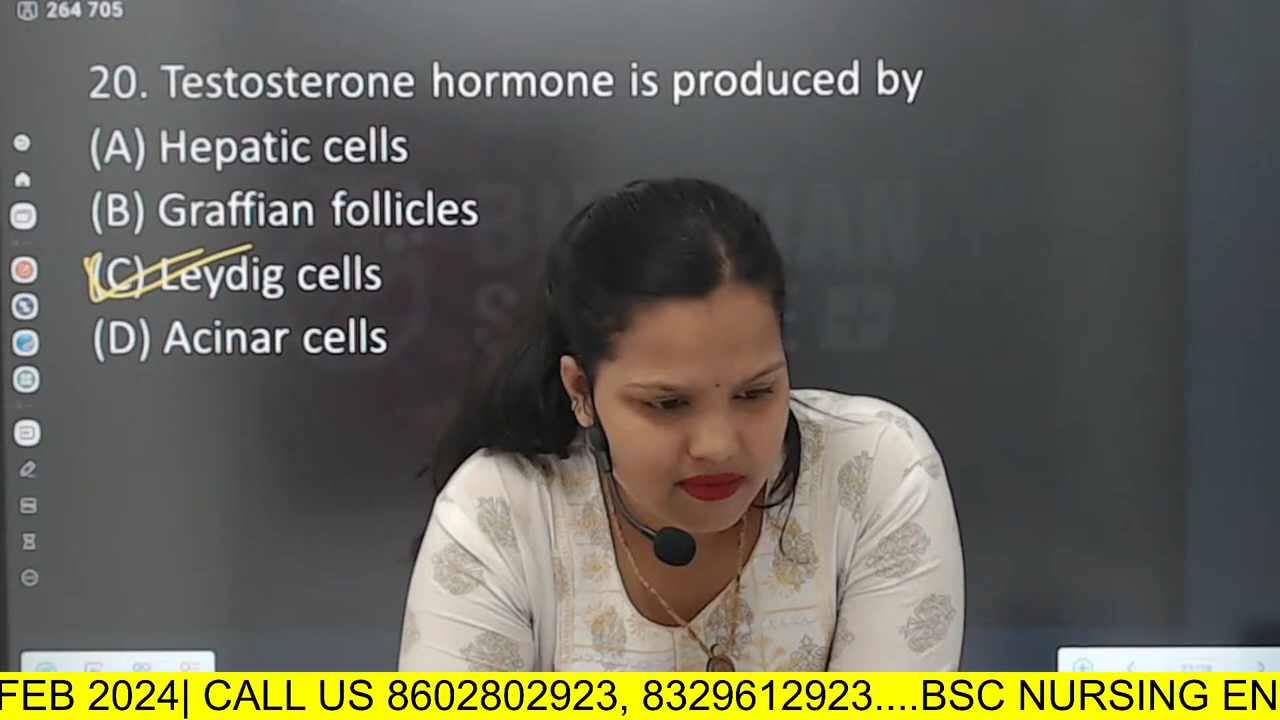 264 705
20. Testosterone hormone is produced by
(A) Hepatic cells
(B) Graffian follicles
(C) Leydig cells
(D) Acinar cells
FEB 2024| CALL US 8602802923, 8329612923....BSC NURSING EN